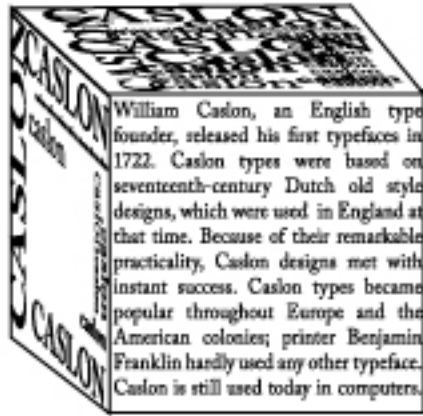 CASLON
CASLON
CASLON
CASLON
caslon
CASLON
CASLON
caslon
William Caslon, an English type
founder, released his first typefaces in
1722. Caslon types were based on
seventeenth-century Dutch old style
designs, which were used in England at
that time. Because of their remarkable
practicality, Caslon designs met with
instant success. Caslon types became
popular throughout Europe and the
American colonies; printer Benjamin
Franklin hardly used any other typeface.
Caslon is still used today in computers.